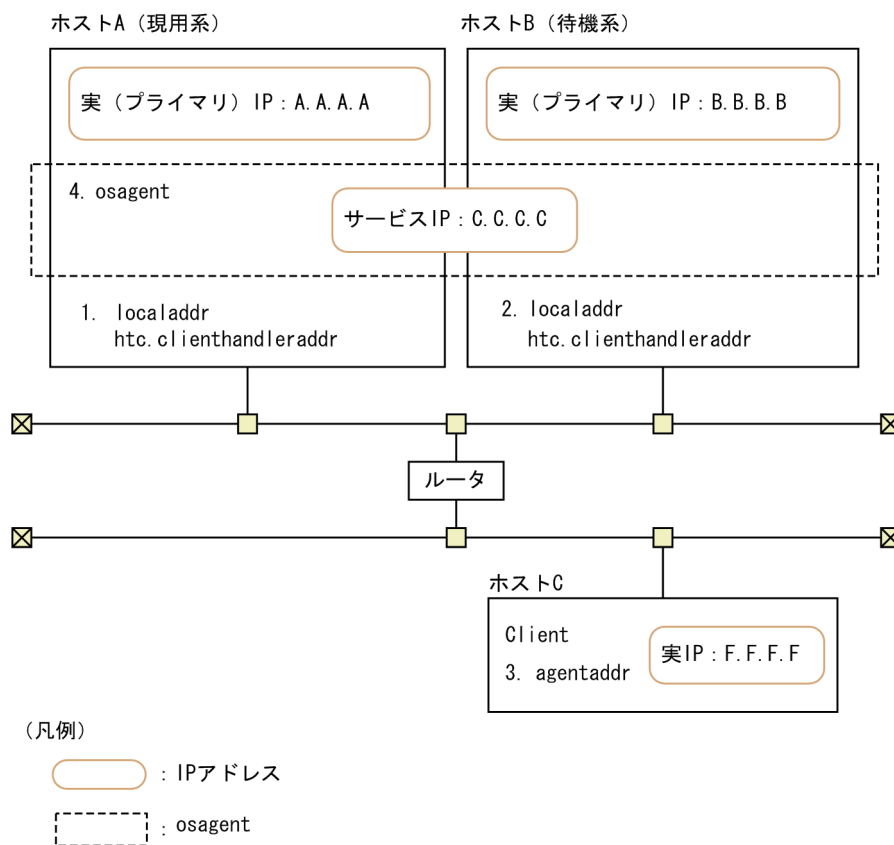 ホストA（現用系）
ホストB（待機系）
実（プライマリ）IP：A.A.A.A
実（プライマリ）IP：B.B.B.B
4. osagent
サービスIP：C.C.C.C
1. localaddr
htc.clienthandleraddr
2. localaddr
htc.clienthandleraddr
ルータ
ホストC
Client
3. agentaddr
実IP：F.F.F.F
（凡例）
：IPアドレス
：osagent